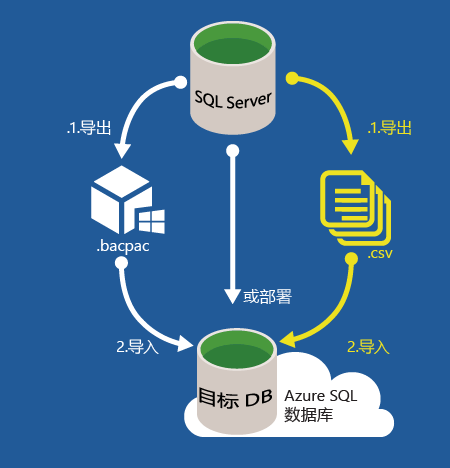 SQL Server
.1.导出
.1.导出
.bacpac
.csv
或部署
2.导入
2.导入
目标 DB
Azure SQL
数据库